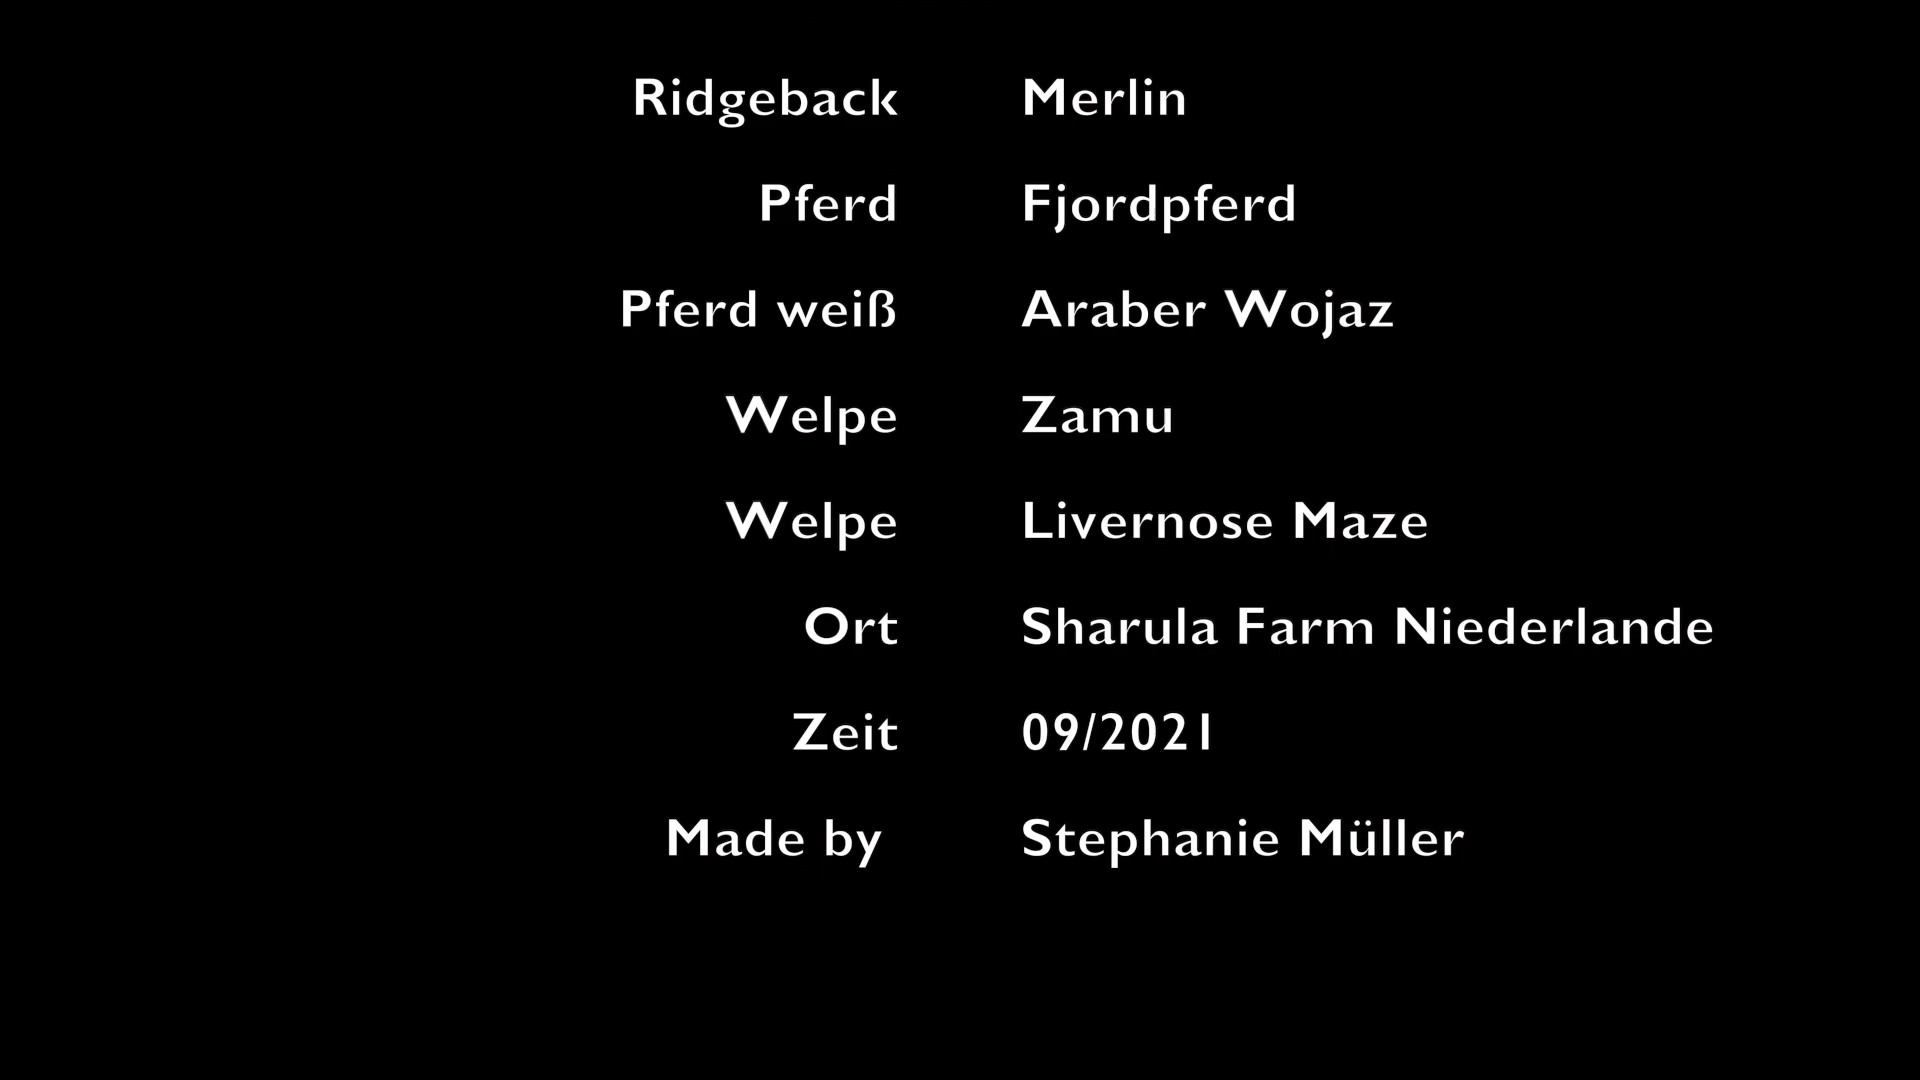 Ridgeback Merlin
Pferd Fjordpferd
Pferd weiß Araber Wojaz
Welpe Zamu
Welpe Livernose Maze
Ort Sharula Farm Niederlande
Zeit 09/2021
Made by Stephanie Müller